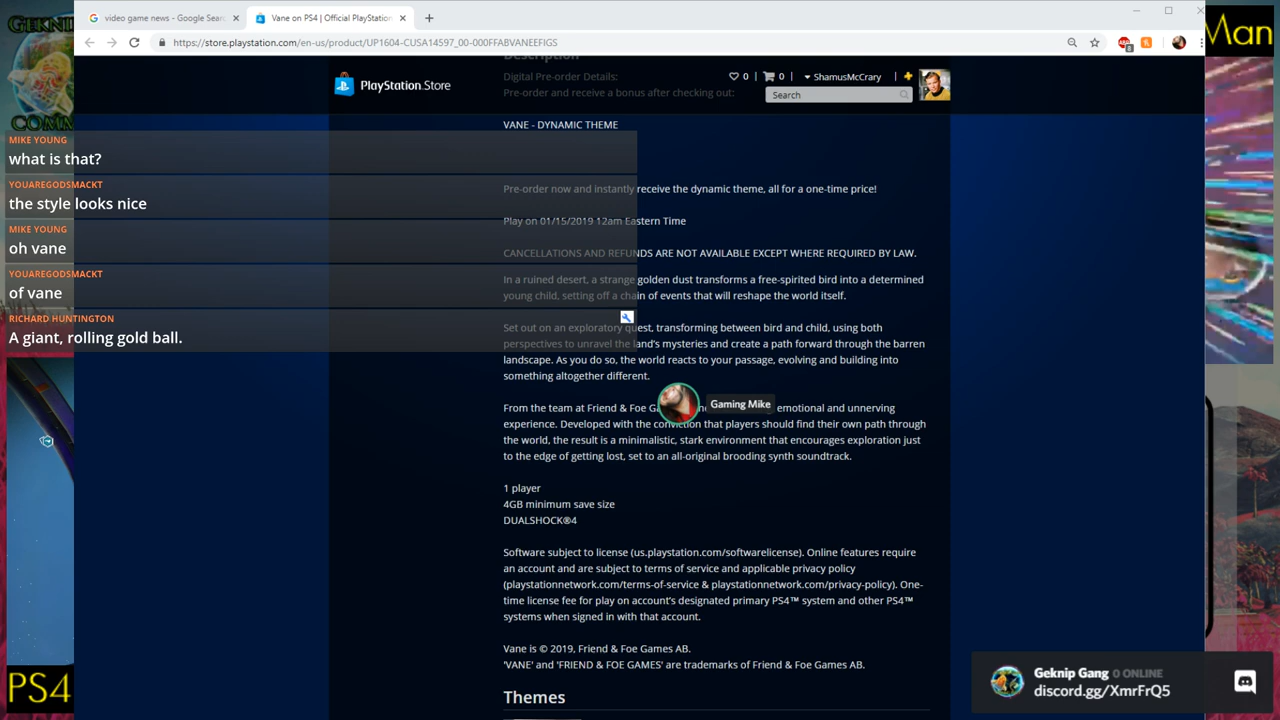 video game news - Google Sear
Vane on PS4 | Official PlayStation
https://store.playstation.com/en-us/product/UP1604-CUSA14597_00-000FFABVANEEFIGS
GEKNIP
COMM
Man
PS4
PlayStation.Store
0
0
ShamusMcCrary
Search
Description
Digital Pre-order Details:
Pre-order and receive a bonus after checking out:
VANE - DYNAMIC THEME
Pre-order now and instantly receive the dynamic theme, all for a one-time price!
Play on 01/15/2019 12am Eastern Time
CANCELLATIONS AND REFUNDS ARE NOT AVAILABLE EXCEPT WHERE REQUIRED BY LAW.
In a ruined desert, a strange golden dust transforms a free-spirited bird into a determined
young child, setting off a chain of events that will reshape the world itself.
Set out on an exploratory quest, transforming between bird and child, using both
perspectives to unravel the land's mysteries and create a path forward through the barren
landscape. As you do so, the world reacts to your passage, evolving and building into
something altogether different.
From the team at Friend & Foe Ga emotional and unnerving
experience. Developed with the conviction that players should find their own path through
the world, the result is a minimalistic, stark environment that encourages exploration just
to the edge of getting lost, set to an all-original brooding synth soundtrack.
1 player
4GB minimum save size
DUALSHOCK®4
Software subject to license (us.playstation.com/softwarelicense). Online features require
an account and are subject to terms of service and applicable privacy policy
(playstationnetwork.com/terms-of-service & playstationnetwork.com/privacy-policy). One-
time license fee for play on account's designated primary PS4™ system and other PS4™
systems when signed in with that account.
Vane is © 2019, Friend & Foe Games AB.
'VANE' and 'FRIEND & FOE GAMES' are trademarks of Friend & Foe Games AB.
Themes
MIKE YOUNG
what is that?
YOUAREGODSMACKT
the style looks nice
MIKE YOUNG
oh vane
YOUAREGODSMACKT
of vane
RICHARD HUNTINGTON
A giant, rolling gold ball.
Gaming Mike
Geknip Gang 0 ONLINE
discord.gg/XmrFrQ5